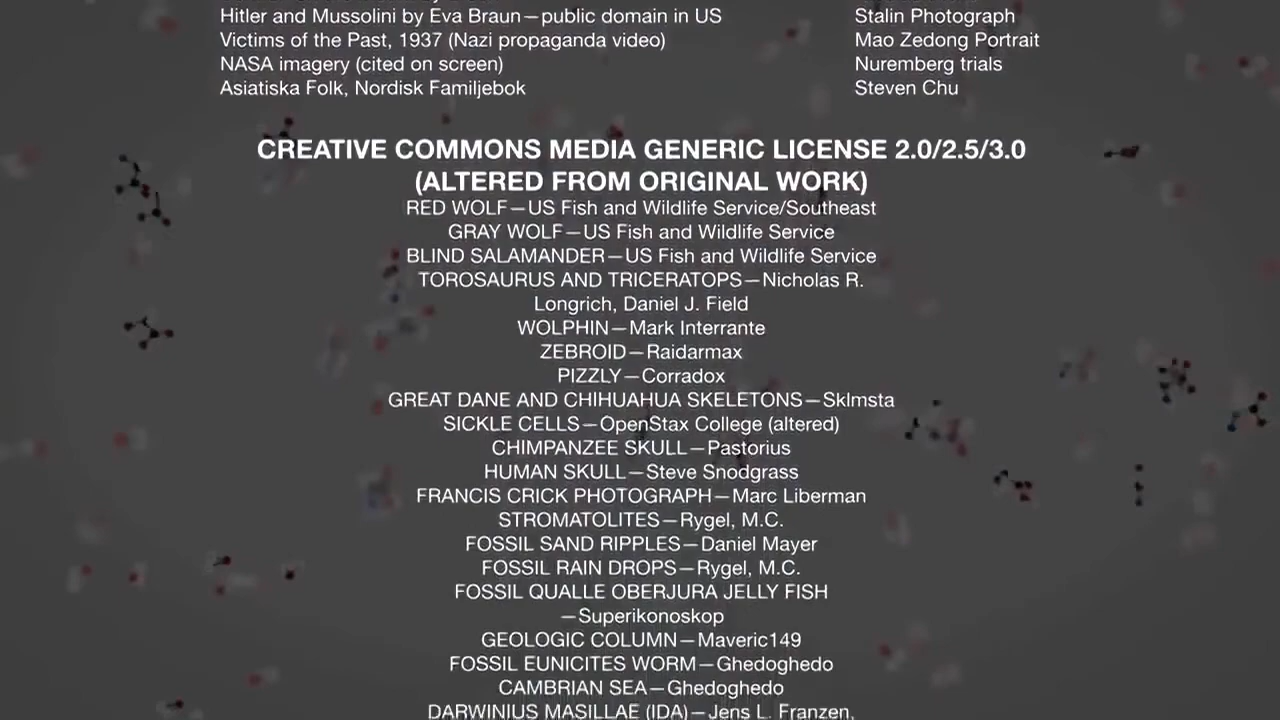 Hitler and Mussolini by Eva Braun—public domain in US
Victims of the Past, 1937 (Nazi propaganda video)
NASA imagery (cited on screen)
Asiatiska Folk, Nordisk Familjebok
Stalin Photograph
Mao Zedong Portrait
Nuremberg trials
Steven Chu
CREATIVE COMMONS MEDIA GENERIC LICENSE 2.0/2.5/3.0
(ALTERED FROM ORIGINAL WORK)
RED WOLF—US Fish and Wildlife Service/Southeast
GRAY WOLF—US Fish and Wildlife Service
BLIND SALAMANDER—US Fish and Wildlife Service
TOROSAURUS AND TRICERATOPS—Nicholas R.
Longrich, Daniel J. Field
WOLPHIN—Mark Interrante
ZEBROID—Raidarmax
PIZZLY—Corradox
GREAT DANE AND CHIHUAHUA SKELETONS—Sklmsta
SICKLE CELLS—OpenStax College (altered)
CHIMPANZEE SKULL—Pastorius
HUMAN SKULL—Steve Snodgrass
FRANCIS CRICK PHOTOGRAPH—Marc Liberman
STROMATOLITES—Rygel, M.C.
FOSSIL SAND RIPPLES—Daniel Mayer
FOSSIL RAIN DROPS—Rygel, M.C.
FOSSIL QUALLE OBERJURA JELLY FISH
—Superikonoskop
GEOLOGIC COLUMN—Maveric149
FOSSIL EUNICITES WORM—Ghedoghedo
CAMBRIAN SEA—Ghedoghedo
DARWINIUS MASILLAE (IDA)—Jens L. Franzen,